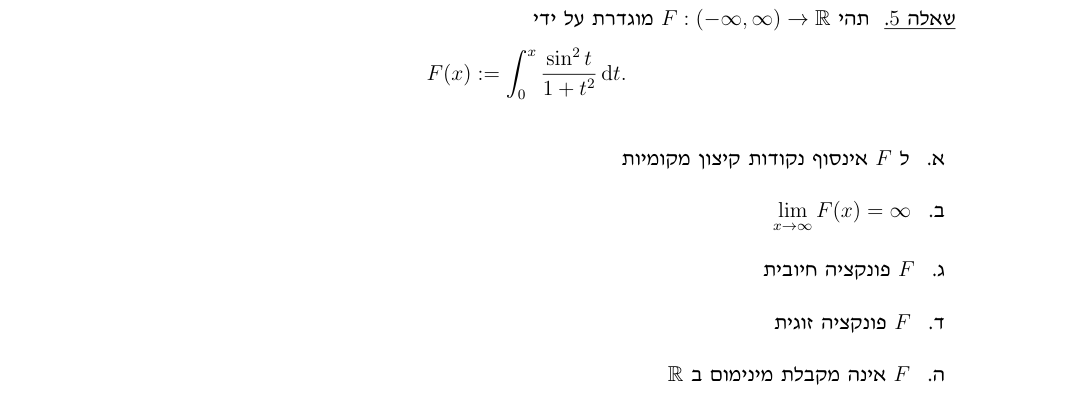 שאלה 5. תהי F : (−∞, ∞) → ℝ מוגדרת על ידי
F(x) := ∫₀ˣ sin² t / (1 + t²) dt.
א. ל F אינסוף נקודות קיצון מקומיות
ב. lim_{x→∞} F(x) = ∞
ג. F פונקציה חיובית
ד. F פונקציה זוגית
ה. F אינה מקבלת מינימום ב ℝ